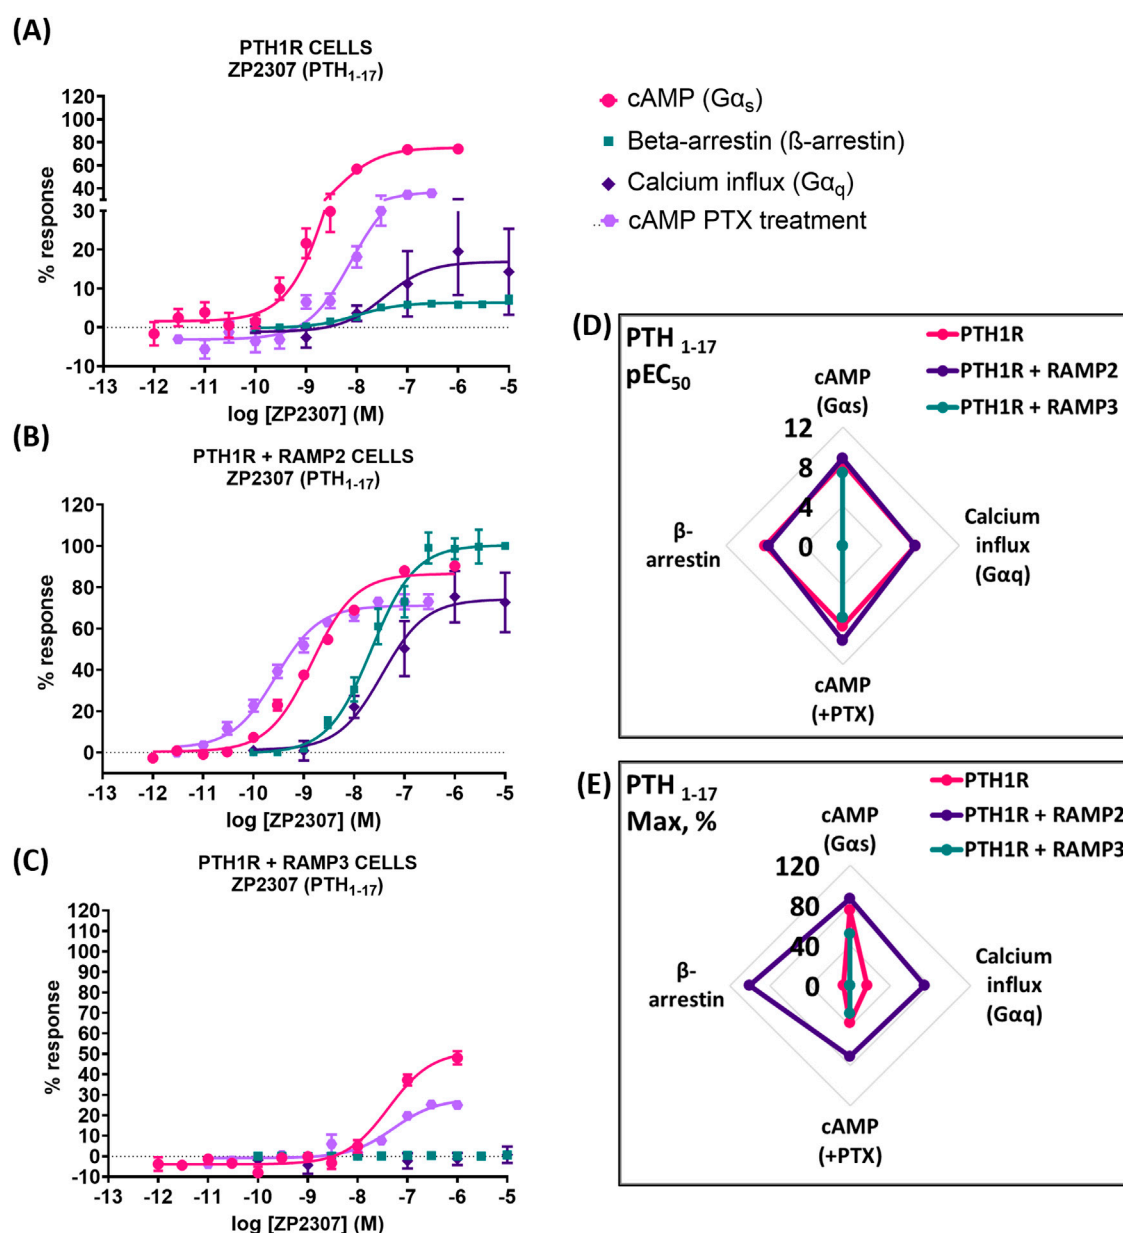 (A)
PTH1R CELLS
ZP2307 (PTH1-17)
120
100
80
60
40
30
20
10
0
-10
% response
-13 -12 -11 -10 -9 -8 -7 -6 -5
log [ZP2307] (M)
cAMP (Gαs)
Beta-arrestin (ß-arrestin)
Calcium influx (Gαq)
cAMP PTX treatment
(B)
PTH1R + RAMP2 CELLS
ZP2307 (PTH1-17)
120
100
80
60
40
20
0
% response
-13 -12 -11 -10 -9 -8 -7 -6 -5
log [ZP2307] (M)
(C)
PTH1R + RAMP3 CELLS
ZP2307 (PTH1-17)
120
110
100
90
80
70
60
50
40
30
20
10
0
-10
% response
-13 -12 -11 -10 -9 -8 -7 -6 -5
log [ZP2307] (M)
(D)
PTH 1-17
pEC50
PTH1R
PTH1R + RAMP2
PTH1R + RAMP3
cAMP
(Gαs)
12
8
4
0
β-
arrestin
Calcium
influx
(Gαq)
cAMP
(+PTX)
(E)
PTH 1-17
Max, %
PTH1R
PTH1R + RAMP2
PTH1R + RAMP3
cAMP
(Gαs)
120
80
40
0
β-
arrestin
Calcium
influx
(Gαq)
cAMP
(+PTX)